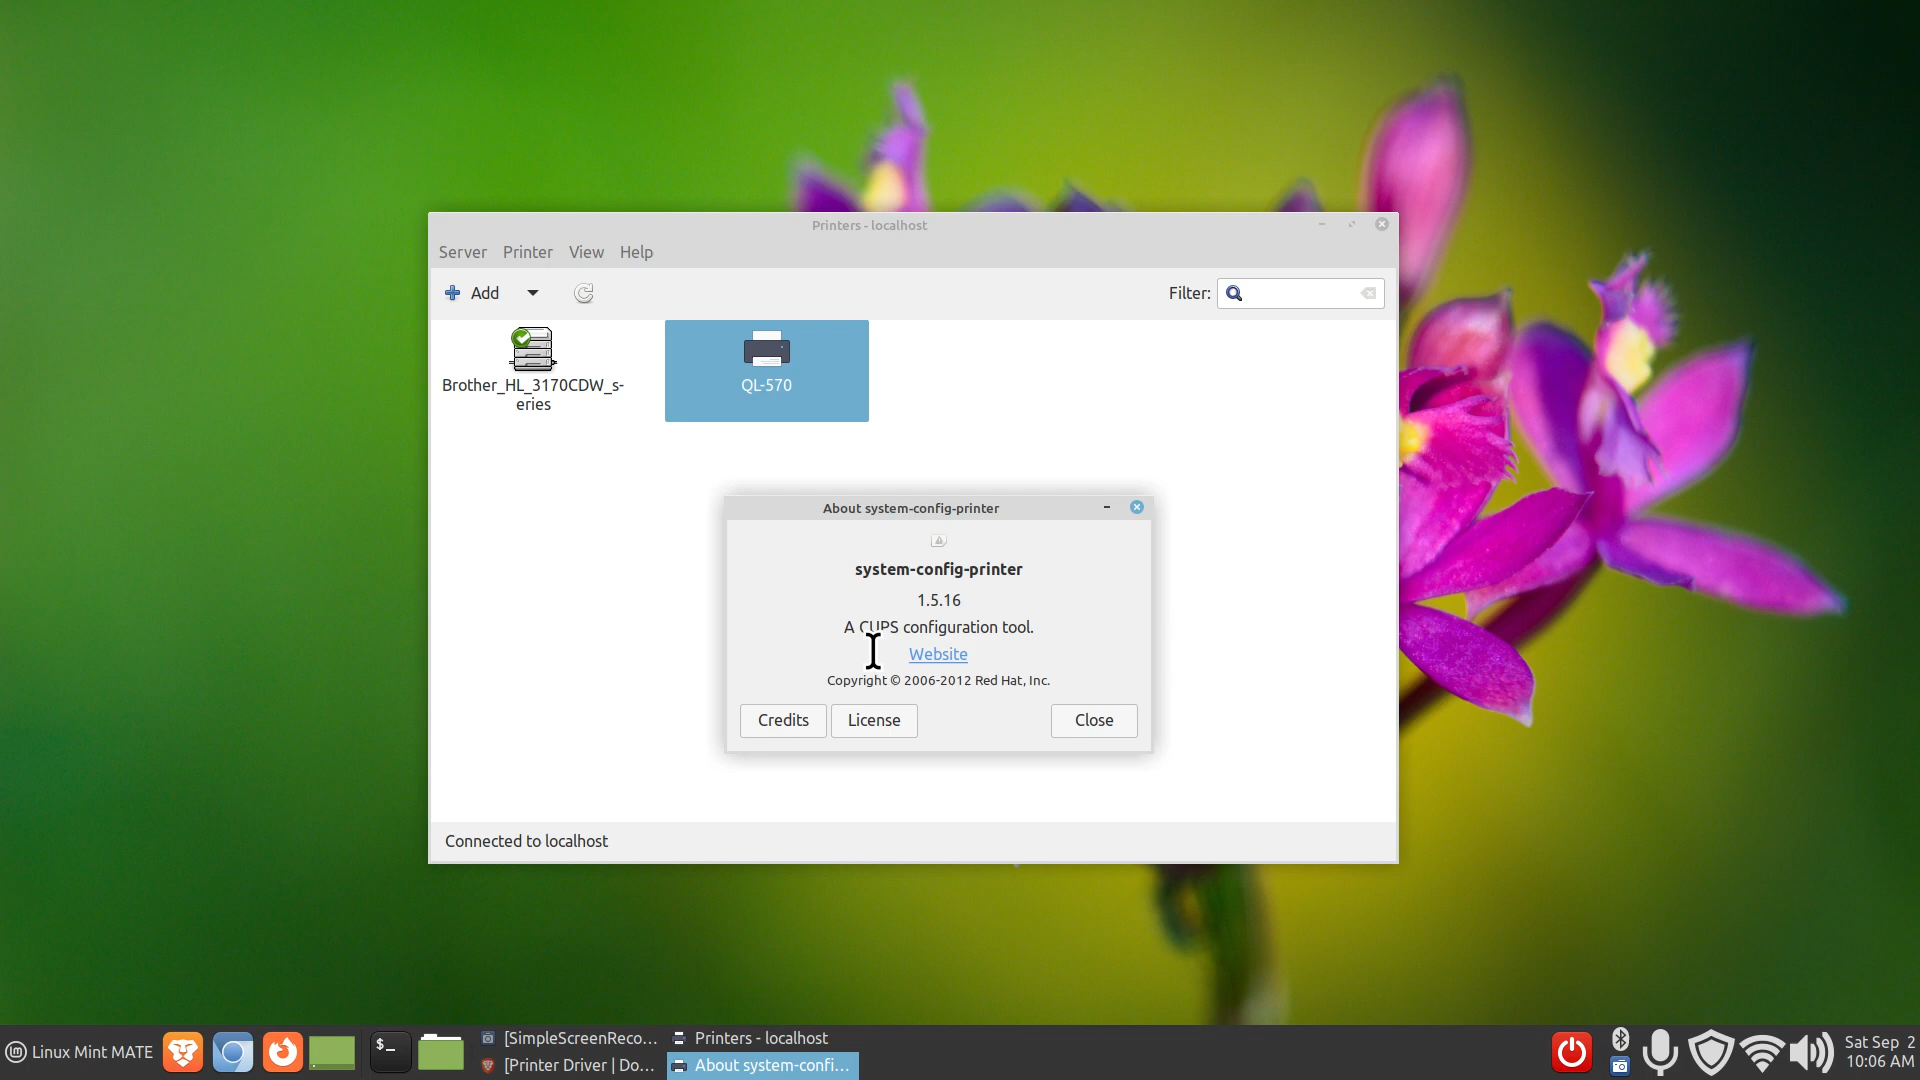 Printers - localhost
Server Printer View Help
Add
Filter:
Brother_HL_3170CDW_s-
eries
QL-570
About system-config-printer
system-config-printer
1.5.16
A CUPS configuration tool.
Website
Copyright © 2006-2012 Red Hat, Inc.
Credits License Close
Connected to localhost
Linux Mint MATE
$_
[SimpleScreenReco... Printers - localhost
[Printer Driver | Do... About system-confi...
Sat Sep 2
10:06 AM